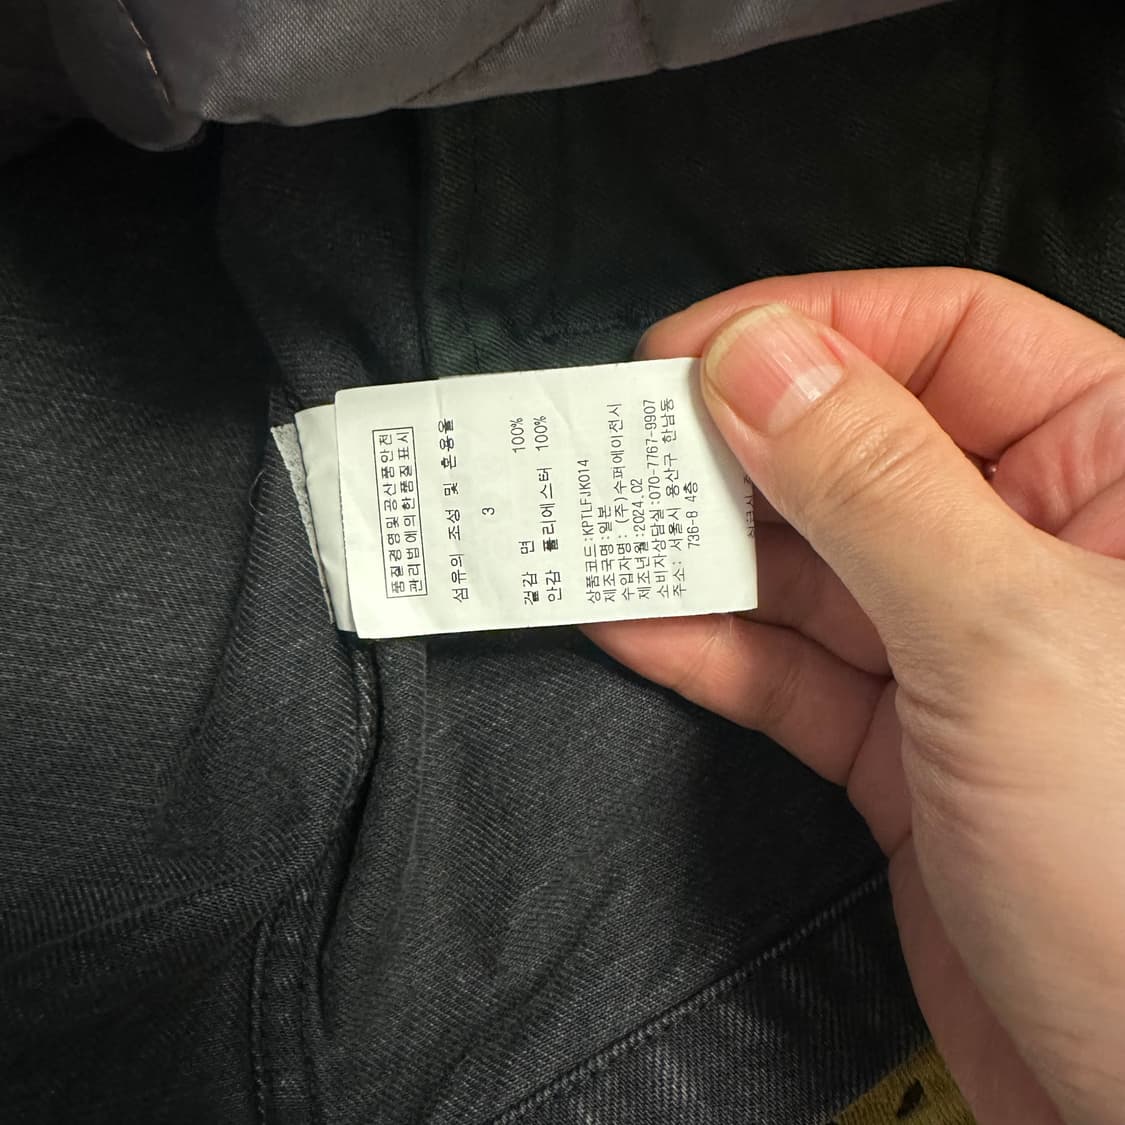 품질경영및 공산품안전
관리법에의한품질표시
섬유의 조성 및 혼용율
3
겉감 면 100%
안감 폴리에스터 100%
상품코드:KP1LFJK014
제조국명:일본
수입자명: (주)수퍼에이전시
제조년월:2024.02
소비자상담실:070-7767-9907
주소: 서울시 용산구 한남동
736-8 4층